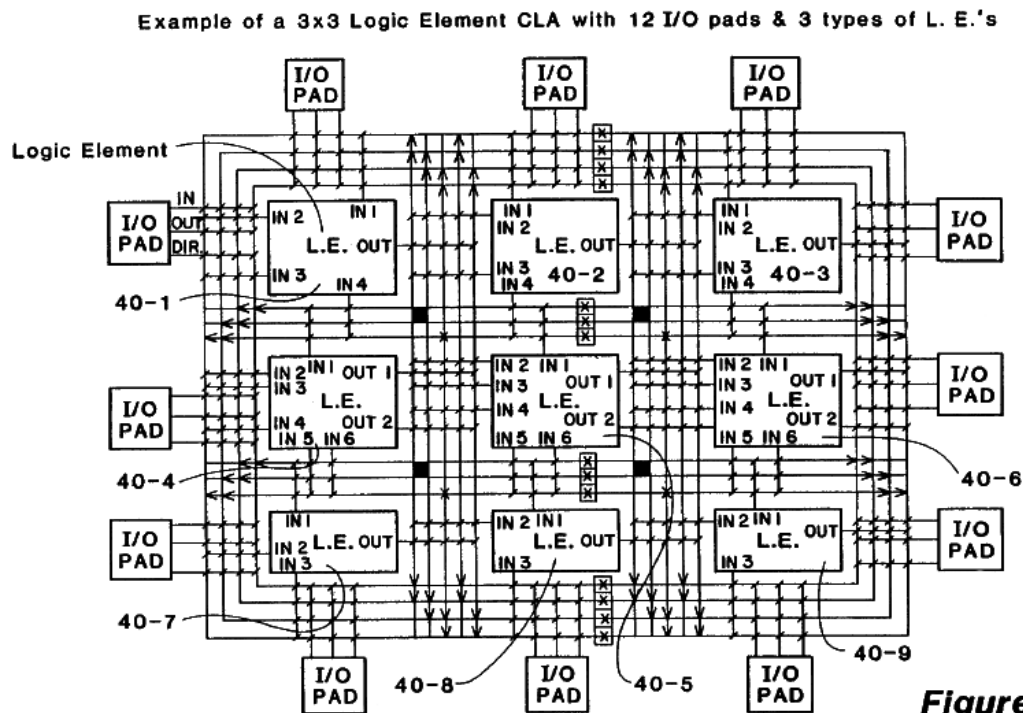 Example of a 3x3 Logic Element CLA with 12 I/O pads & 3 types of L. E.'s
I/O PAD
I/O PAD
I/O PAD
Logic Element
IN
OUT
DIR.
I/O PAD
IN 2
IN 1
L.E. OUT
IN 3
IN 4
40-1
IN 1
IN 2
L.E. OUT
IN 3
40-2
IN 4
IN 1
IN 2
L.E. OUT
IN 3
40-3
IN 4
I/O PAD
I/O PAD
IN 2
IN 1
OUT 1
IN 3
L.E.
IN 4
OUT 2
IN 5
IN 6
40-4
IN 2
IN 1
IN 3
OUT 1
IN 4
L.E.
OUT 2
IN 5
IN 6
IN 2
IN 1
IN 3
OUT 1
IN 4
L.E.
OUT 2
IN 5
IN 6
I/O PAD
40-6
I/O PAD
IN 1
IN 2
L.E. OUT
IN 3
40-7
IN 2
IN 1
L.E. OUT
IN 3
IN 2
IN 1
OUT
L.E.
IN 3
I/O PAD
40-9
I/O PAD
40-8
I/O PAD
40-5
I/O PAD
Figure